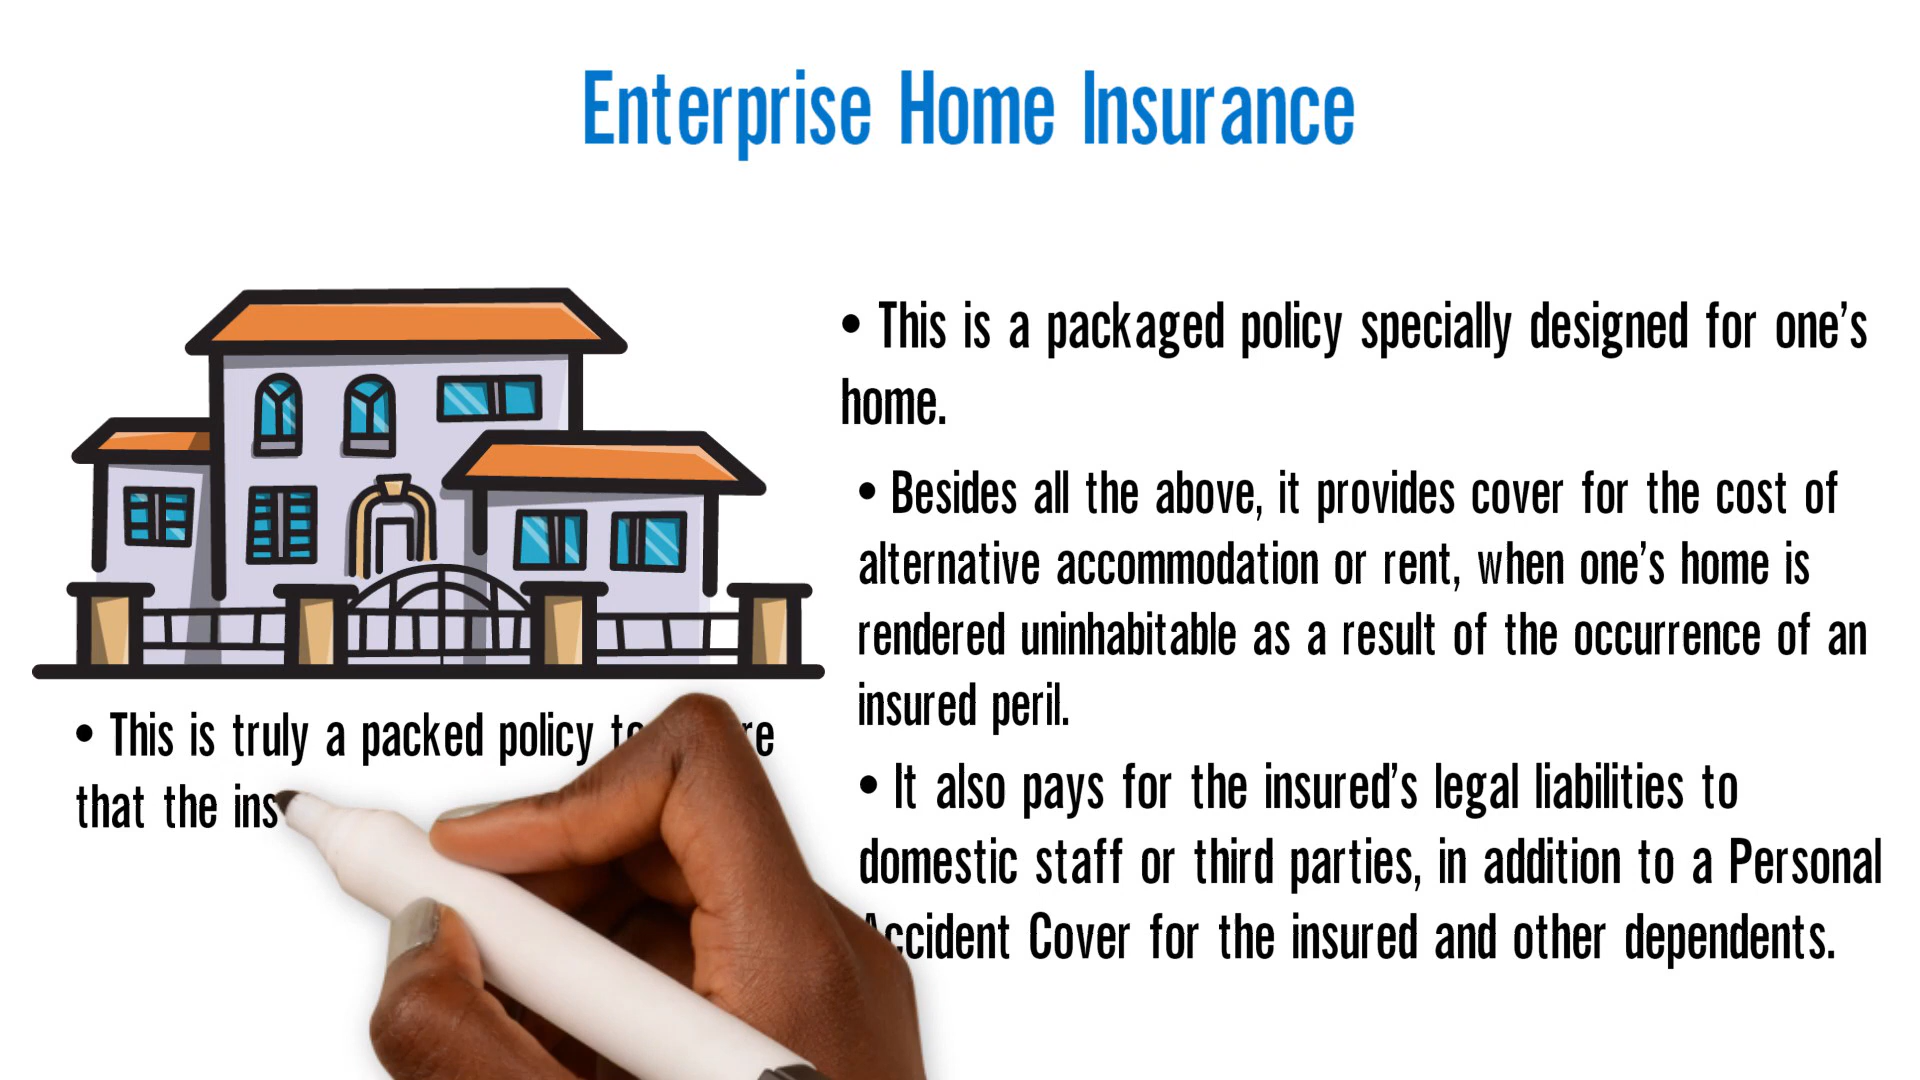 Enterprise Home Insurance
• This is a packaged policy specially designed for one's
home.
• Besides all the above, it provides cover for the cost of
alternative accommodation or rent, when one's home is
rendered uninhabitable as a result of the occurrence of an
insured peril.
• It also pays for the insured's legal liabilities to
domestic staff or third parties, in addition to a Personal
Accident Cover for the insured and other dependents.
• This is truly a packed policy
that the ins